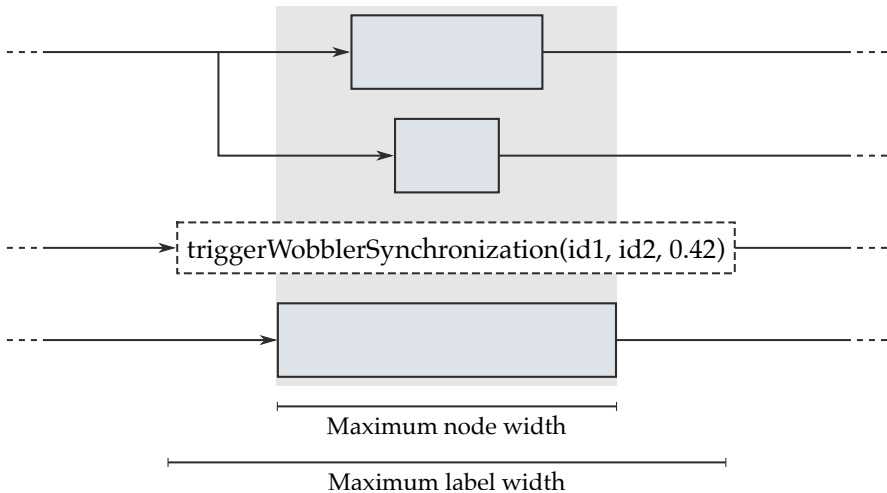 triggerWobblerSynchronization(id1, id2, 0.42)
Maximum node width
Maximum label width